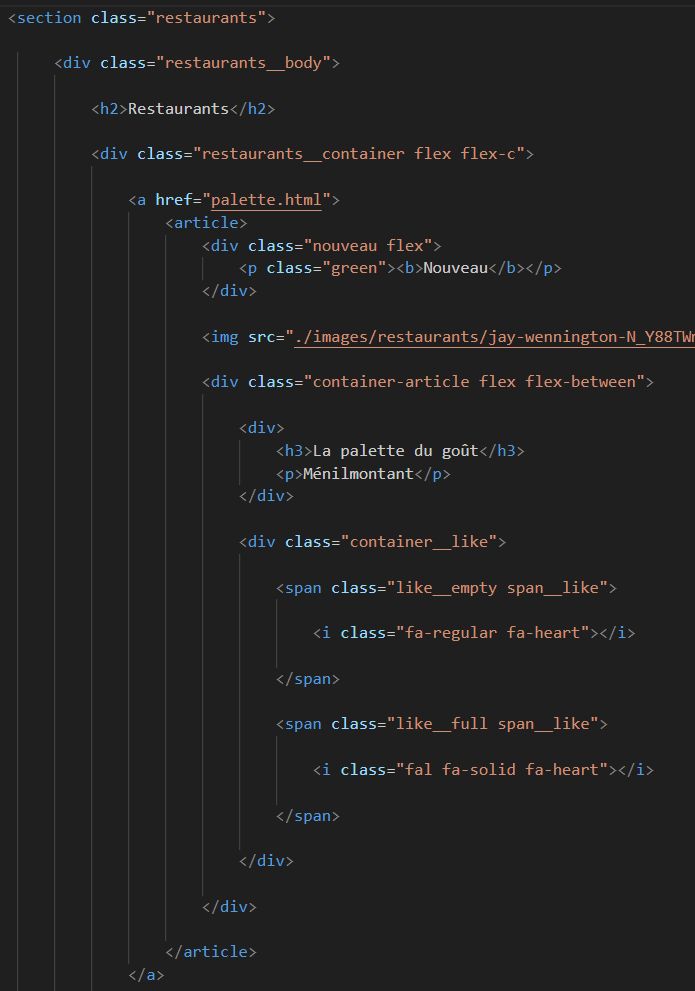 <section class="restaurants">
<div class="restaurants__body">
<h2>Restaurants</h2>
<div class="restaurants__container flex flex-c">
<a href="palette.html">
<article>
<div class="nouveau flex">
<p class="green"><b>Nouveau</b></p>
</div>
<img src="./images/restaurants/jay-wennington-N_Y88TW
<div class="container-article flex flex-between">
<div>
<h3>La palette du goût</h3>
<p>Ménilmontant</p>
</div>
<div class="container__like">
<span class="like__empty span__like">
<i class="fa-regular fa-heart"></i>
</span>
<span class="like__full span__like">
<i class="fal fa-solid fa-heart"></i>
</span>
</div>
</div>
</article>
</a>